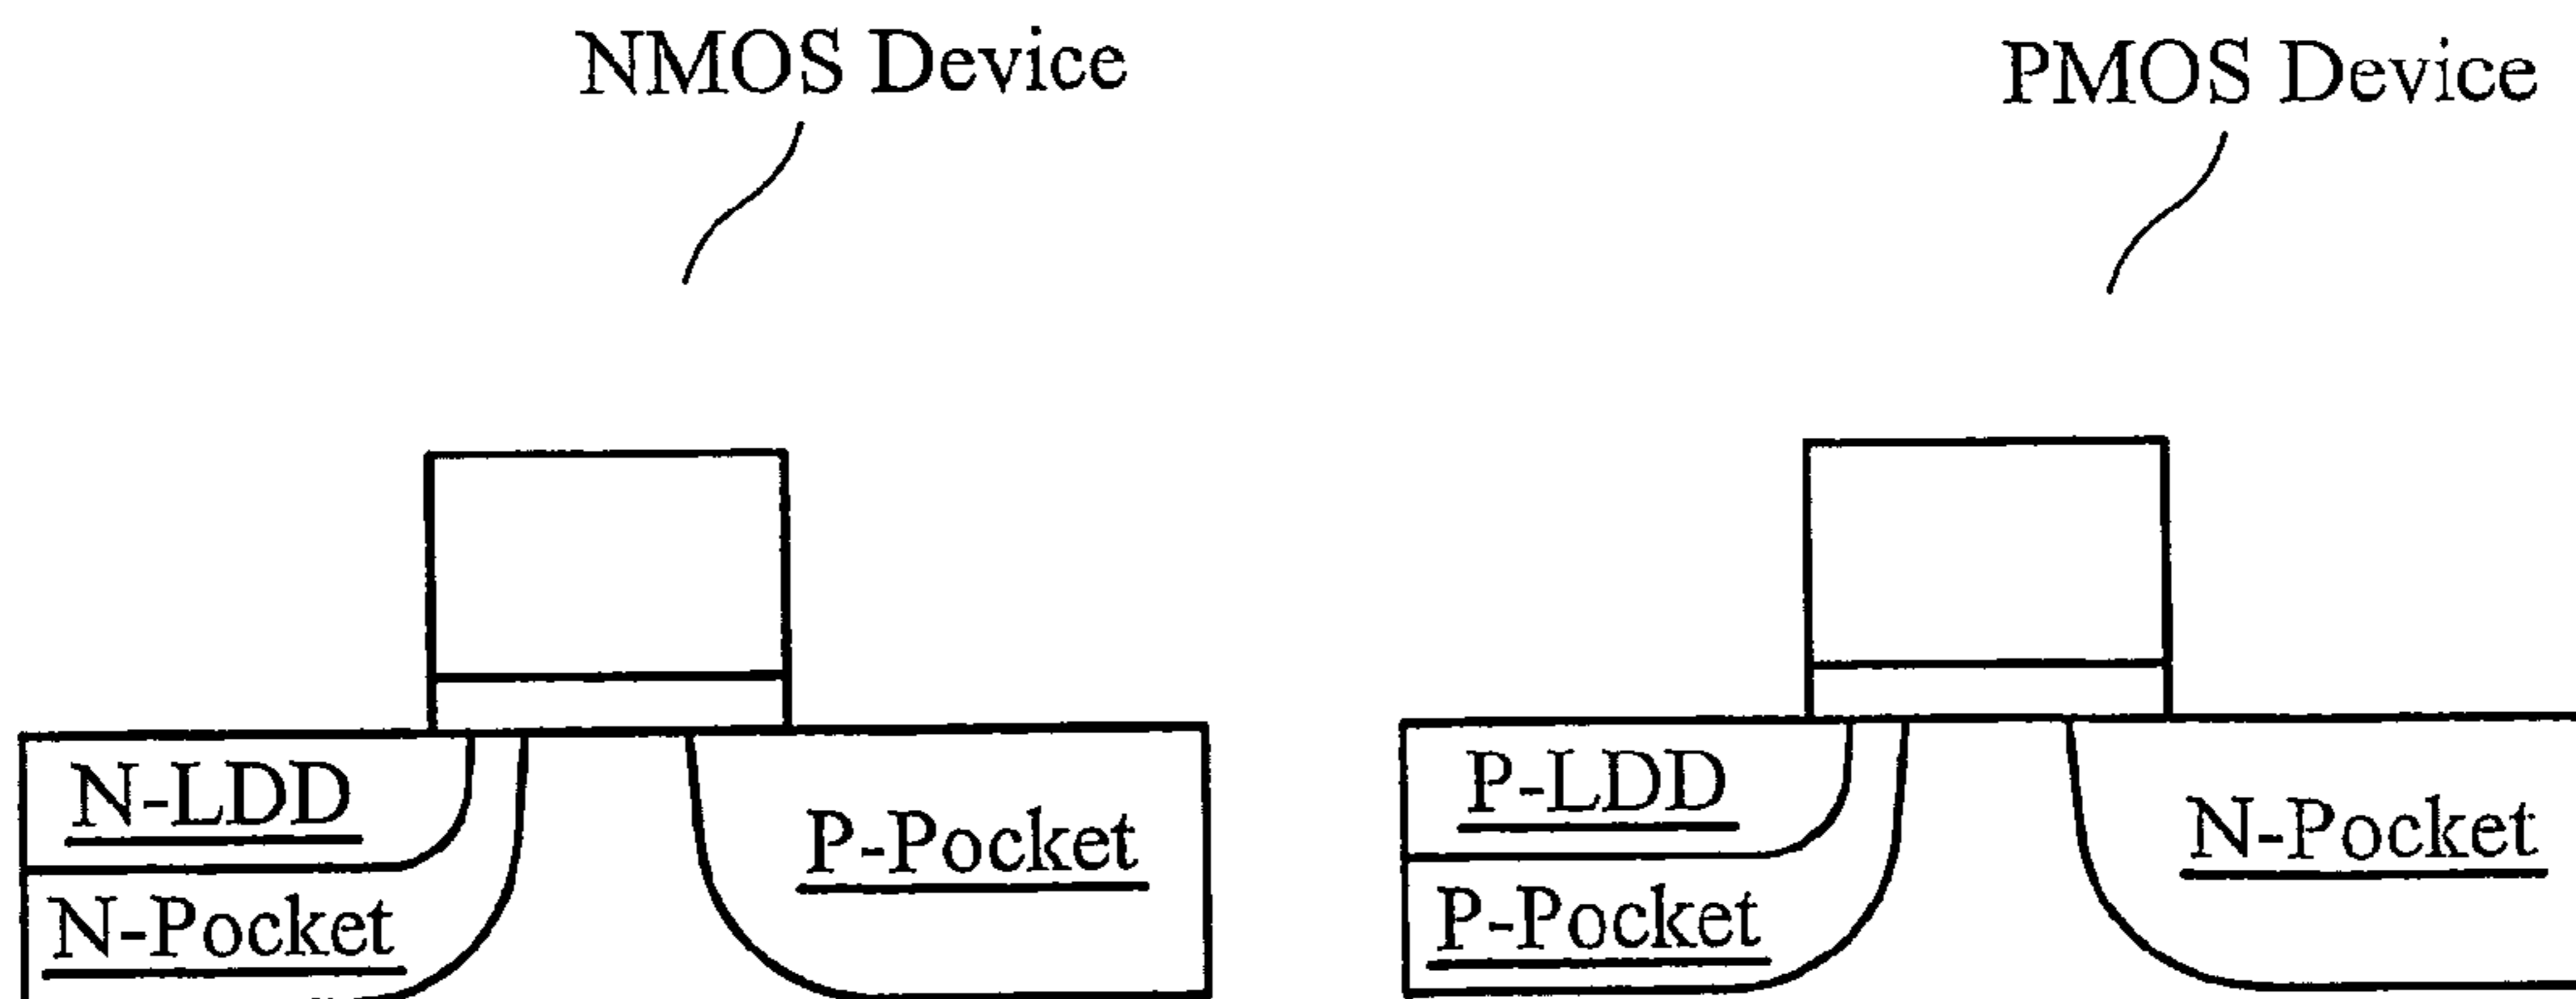 NMOS Device
PMOS Device
N-LDD
N-Pocket
P-Pocket
P-LDD
P-Pocket
N-Pocket